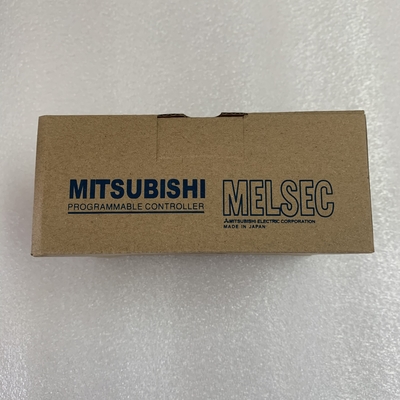 MITSUBISHI
PROGRAMMABLE CONTROLLER
MELSEC
MITSUBISHI ELECTRIC CORPORATION
MADE IN JAPAN